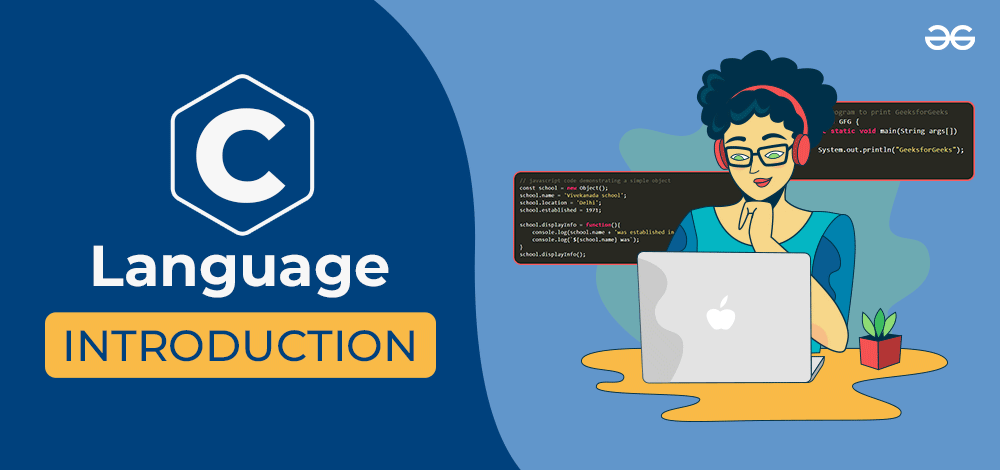 C
Language
INTRODUCTION
program to print GeeksforGeeks
GFG {
static void main(String args[])
System.out.println("GeeksforGeeks");
// javascript code demonstrating a simple object
const school = new Object();
school.name = 'Vivekanada school';
school.location = 'Delhi';
school.established = 1971;
school.displayInfo = function(){
console.log(school.name + 'was established in
console.log(`${school.name} was`);
}
school.displayInfo();